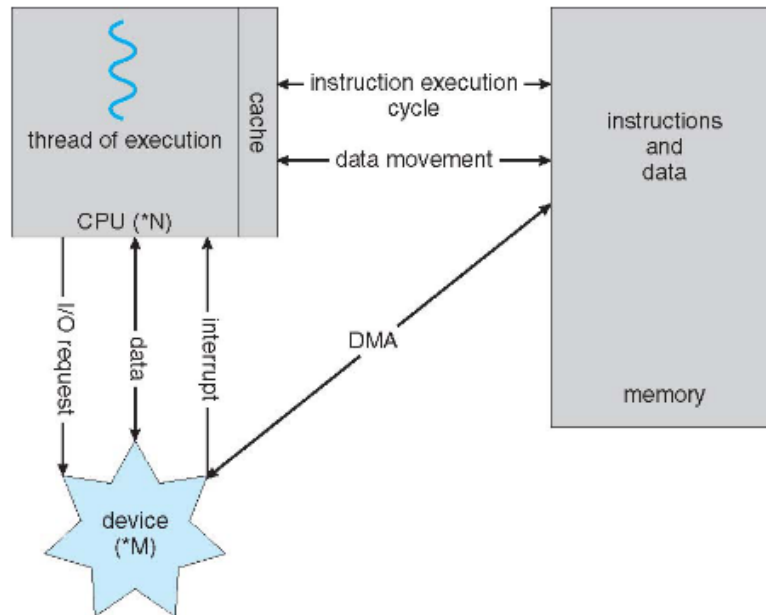 thread of execution
cache
CPU (*N)
instruction execution
cycle
data movement
instructions
and
data
memory
I/O request
data
interrupt
DMA
device
(*M)